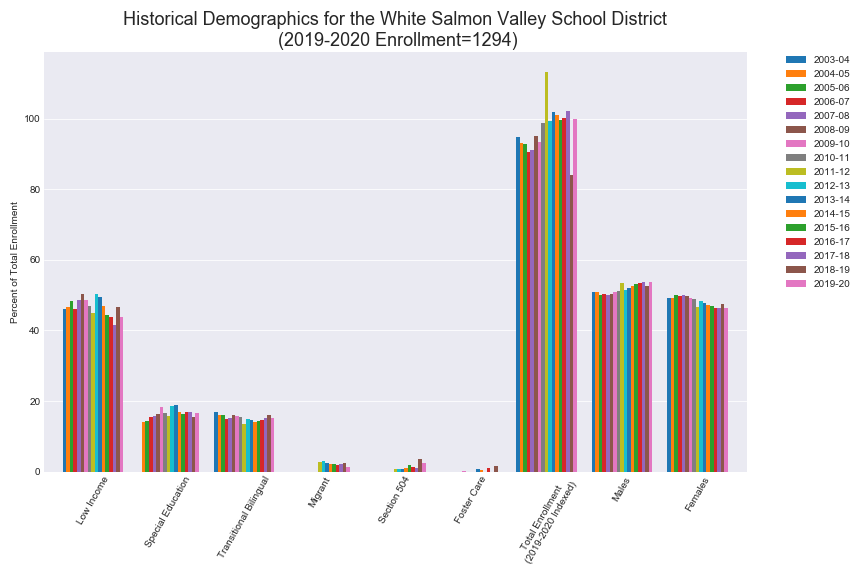 Historical Demographics for the White Salmon Valley School District
(2019-2020 Enrollment=1294)
Percent of Total Enrollment
100
80
60
40
20
0
Low Income
Special Education
Transitional Bilingual
Migrant
Section 504
Foster Care
Total Enrollment
(2019-2020 Indexed)
Males
Females
2003-04
2004-05
2005-06
2006-07
2007-08
2008-09
2009-10
2010-11
2011-12
2012-13
2013-14
2014-15
2015-16
2016-17
2017-18
2018-19
2019-20